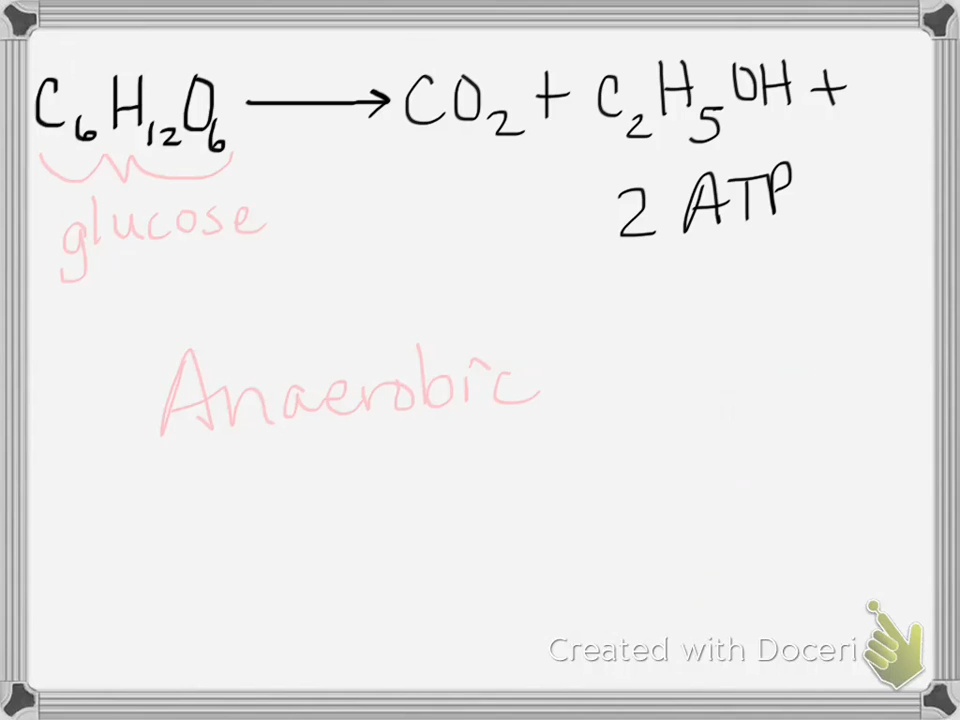 C₆H₁₂O₆ ⟶ CO₂ + C₂H₅OH +
2 ATP
glucose
Anaerobic
Created with Doceri